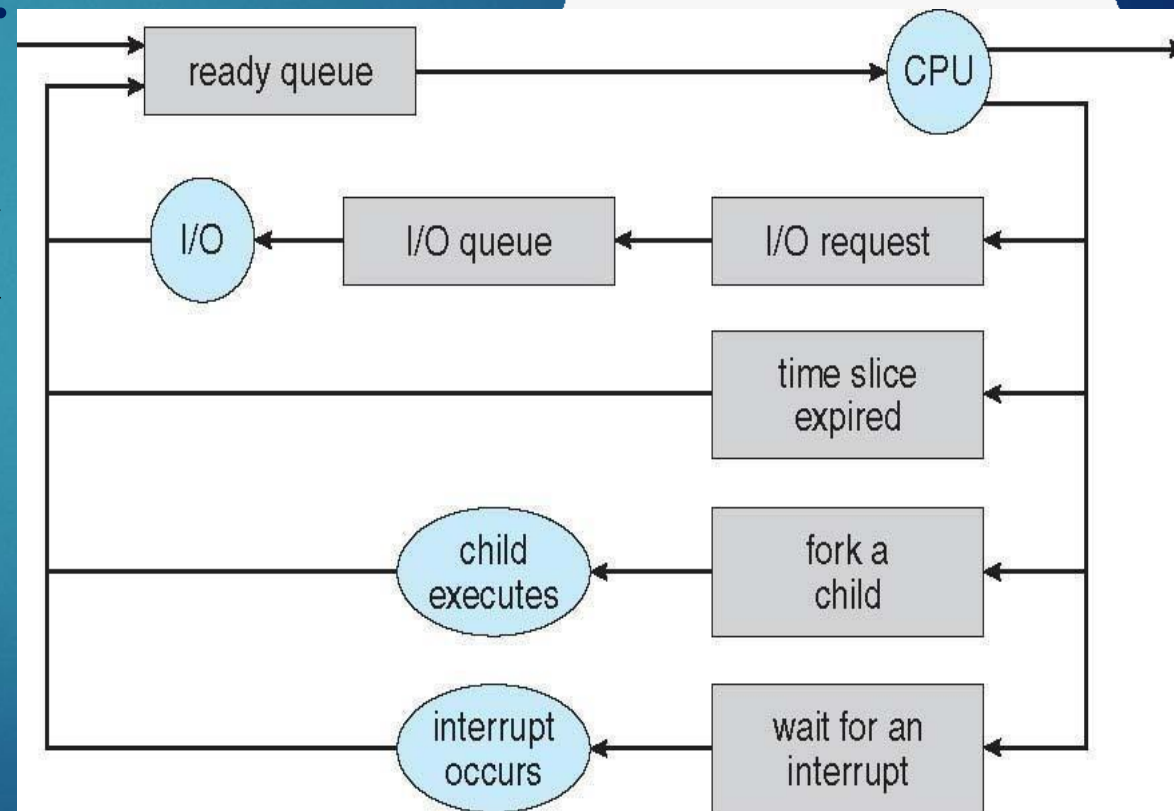 ready queue
CPU
I/O
I/O queue
I/O request
time slice
expired
child
executes
fork a
child
interrupt
occurs
wait for an
interrupt